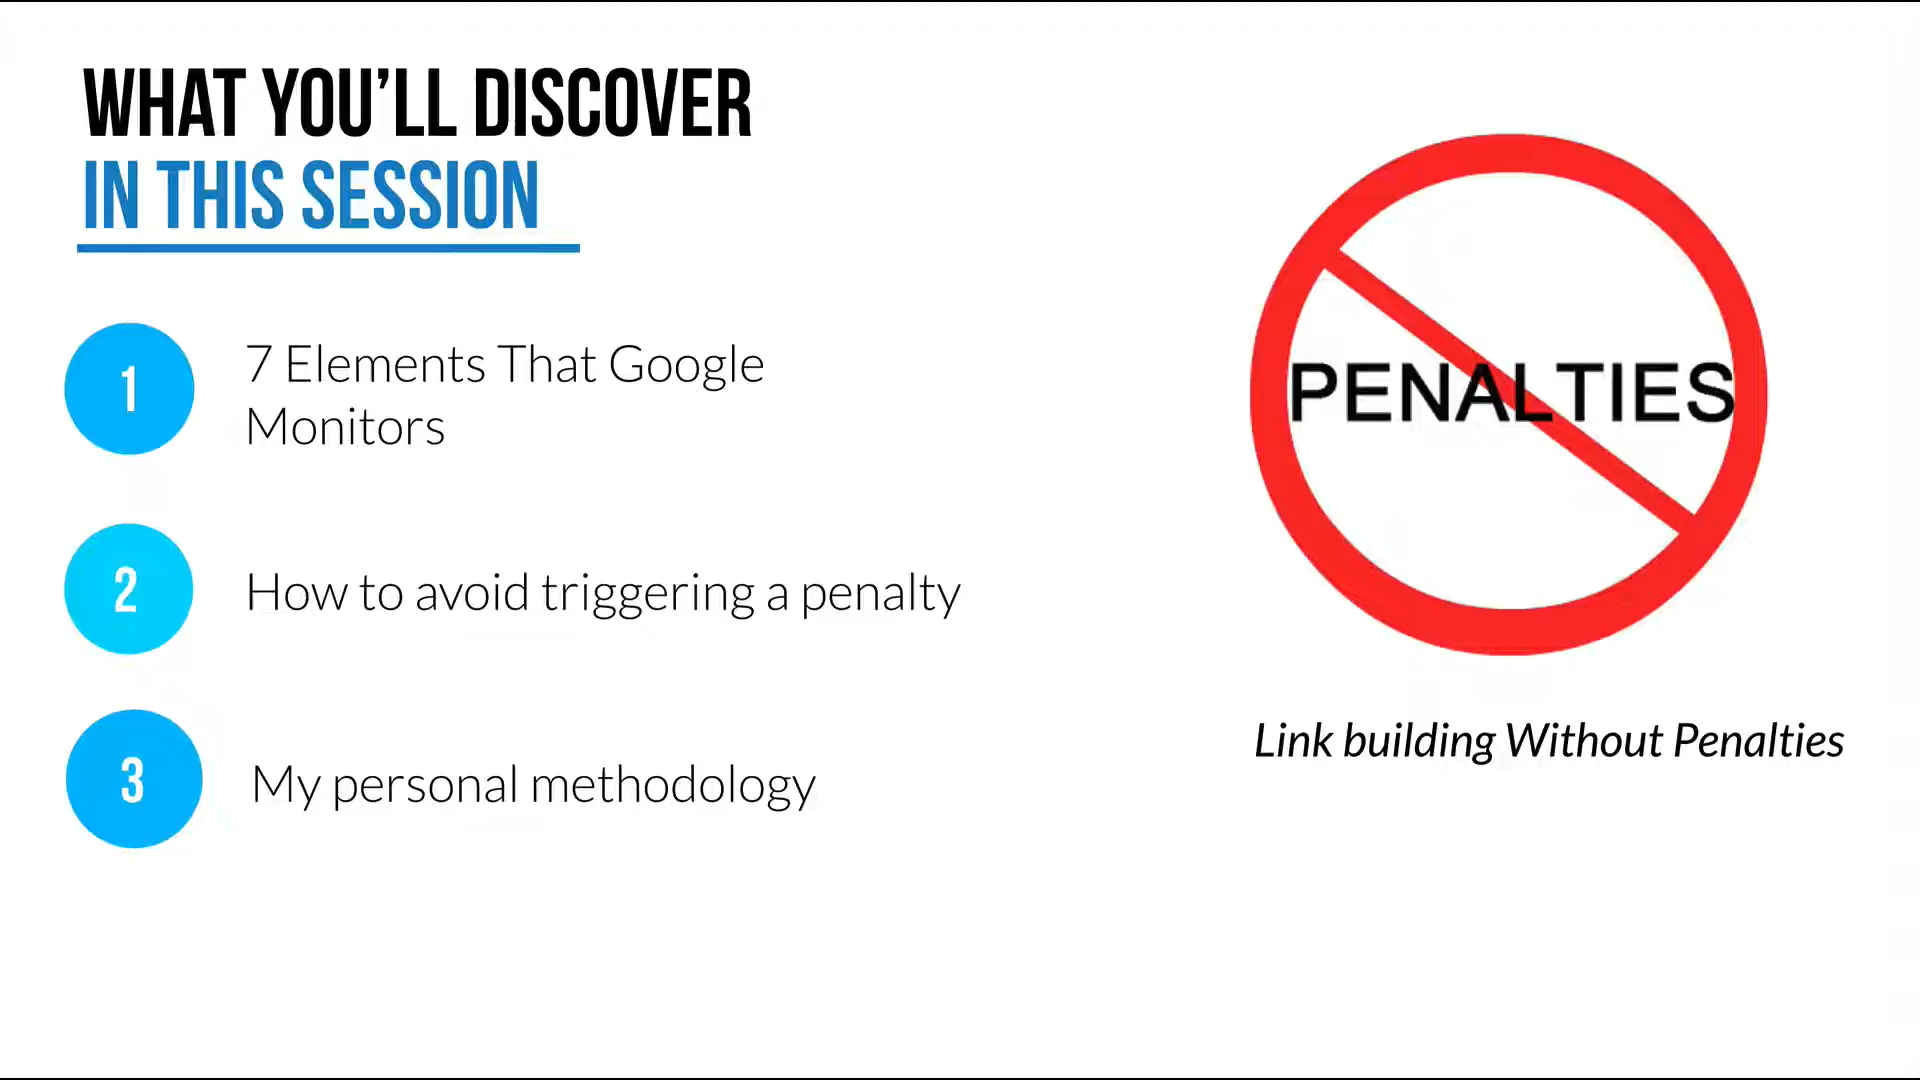 WHAT YOU’LL DISCOVER
IN THIS SESSION
1
7 Elements That Google
Monitors
2
How to avoid triggering a penalty
3
My personal methodology
PENALTIES
Link building Without Penalties